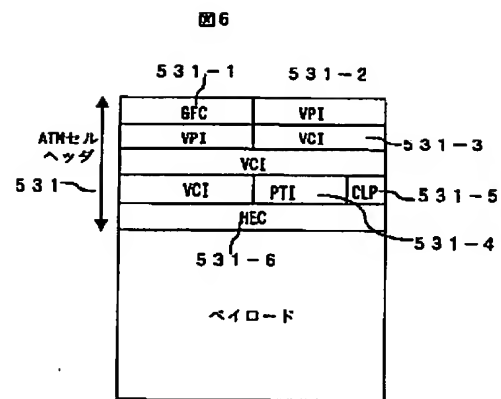 図6
531-1 531-2
GFC VPI
ATMセル
ヘッダ
531
VPI VCI
531-3
VCI
VCI PTI CLP
531-5
HEC
531-4
531-6
ペイロード